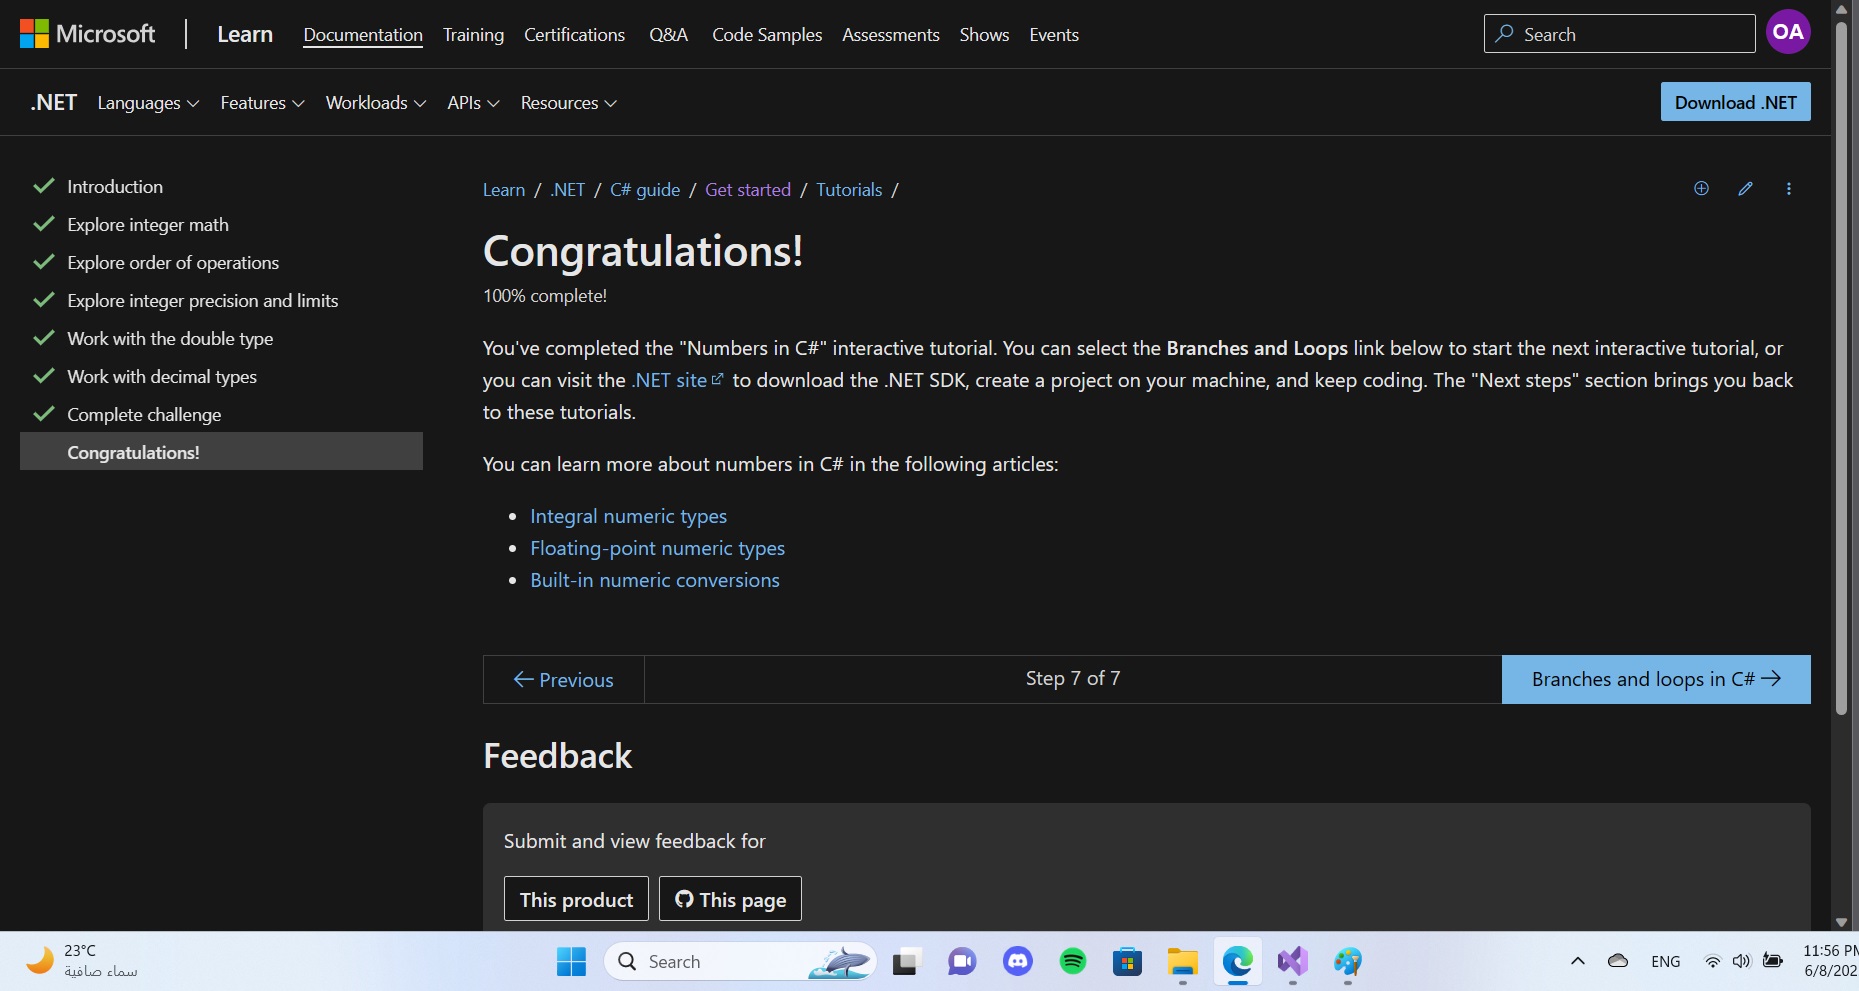 Microsoft
Learn
Documentation
Training
Certifications
Q&A
Code Samples
Assessments
Shows
Events
Search
OA
.NET
Languages
Features
Workloads
APIs
Resources
Download .NET
Introduction
Explore integer math
Explore order of operations
Explore integer precision and limits
Work with the double type
Work with decimal types
Complete challenge
Congratulations!
Learn / .NET / C# guide / Get started / Tutorials /
Congratulations!
100% complete!
You've completed the "Numbers in C#" interactive tutorial. You can select the Branches and Loops link below to start the next interactive tutorial, or
you can visit the .NET site to download the .NET SDK, create a project on your machine, and keep coding. The "Next steps" section brings you back
to these tutorials.
You can learn more about numbers in C# in the following articles:
• Integral numeric types
• Floating-point numeric types
• Built-in numeric conversions
← Previous
Step 7 of 7
Branches and loops in C# →
Feedback
Submit and view feedback for
This product
This page
23°C
سماء صافية
Search
ENG
11:56 PM
6/8/202